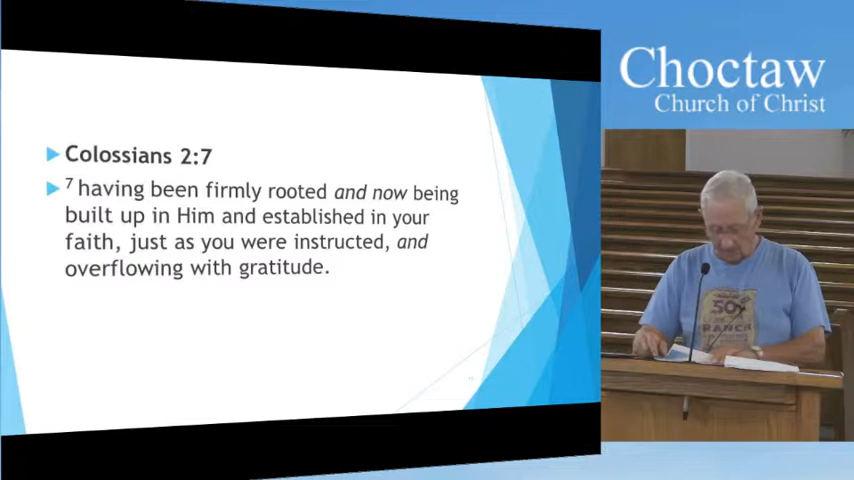 Choctaw
Church of Christ
Colossians 2:7
7 having been firmly rooted and now being
built up in Him and established in your
faith, just as you were instructed, and
overflowing with gratitude.
50
RANCH